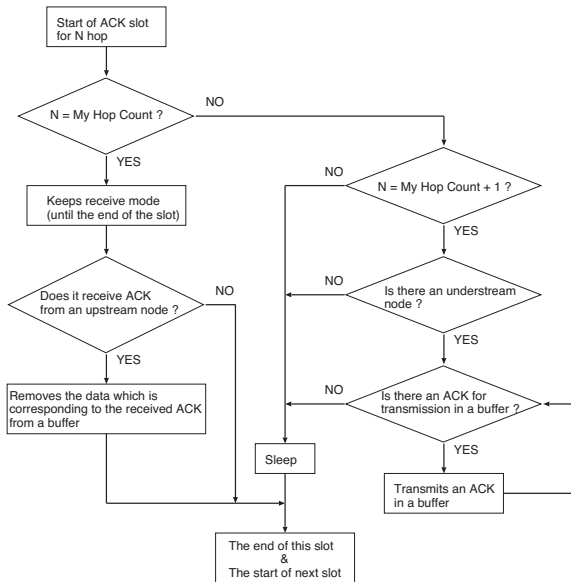 Start of ACK slot
for N hop
N = My Hop Count ?
NO
YES
Keeps receive mode
(until the end of the slot)
Does it receive ACK
from an upstream node ?
NO
YES
Removes the data which is
corresponding to the received ACK
from a buffer
NO
N = My Hop Count + 1 ?
YES
NO
Is there an understream
node ?
YES
NO
Is there an ACK for
transmission in a buffer ?
YES
Sleep
Transmits an ACK
in a buffer
The end of this slot
&
The start of next slot